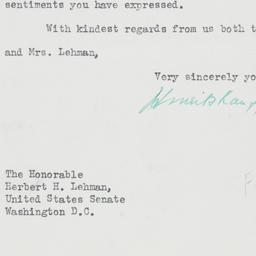 sentiments you have expressed.
With kindest regards from us both t
and Mrs. Lehman,
Very sincerely yo
The Honorable
Herbert H. Lehman,
United States Senate
Washington D.C.